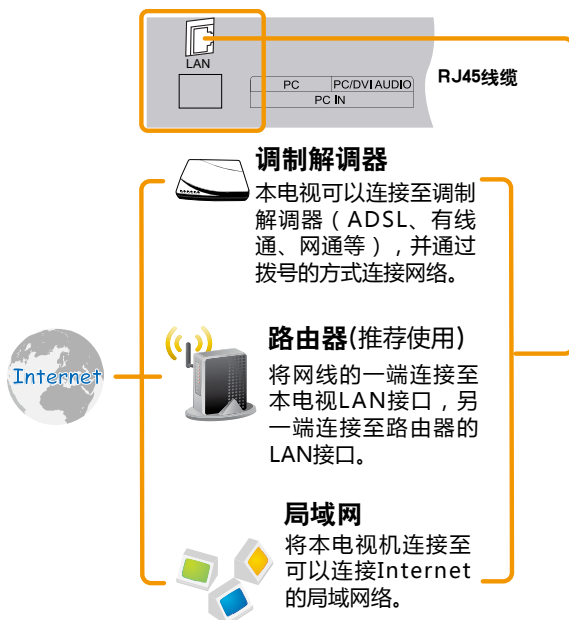 LAN
PC PC/DVI AUDIO
PC IN
RJ45线缆
调制解调器
本电视可以连接至调制
解调器（ADSL、有线
通、网通等），并通过
拨号的方式连接网络。
Internet
路由器(推荐使用)
将网线的一端连接至
本电视LAN接口，另
一端连接至路由器的
LAN接口。
局域网
将本电视机连接至
可以连接Internet
的局域网络。